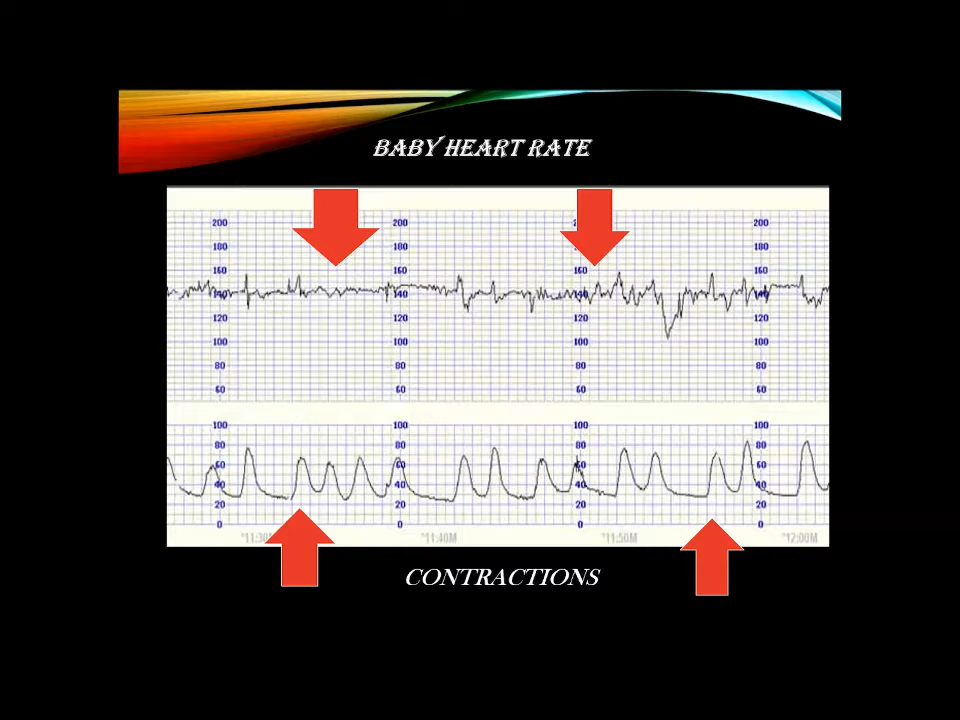 BABY HEART RATE
200 200 200
180 180 180
160 160 160 160
140 140 140 140
120 120 120 120
100 100 100 100
80 80 80 80
60 60 60 60
100 100 100 100
80 80 80 80
60 60 60 60
40 40 40 40
20 20 20 20
0 0 0 0
*11:40M *11:50M *12:00M
CONTRACTIONS